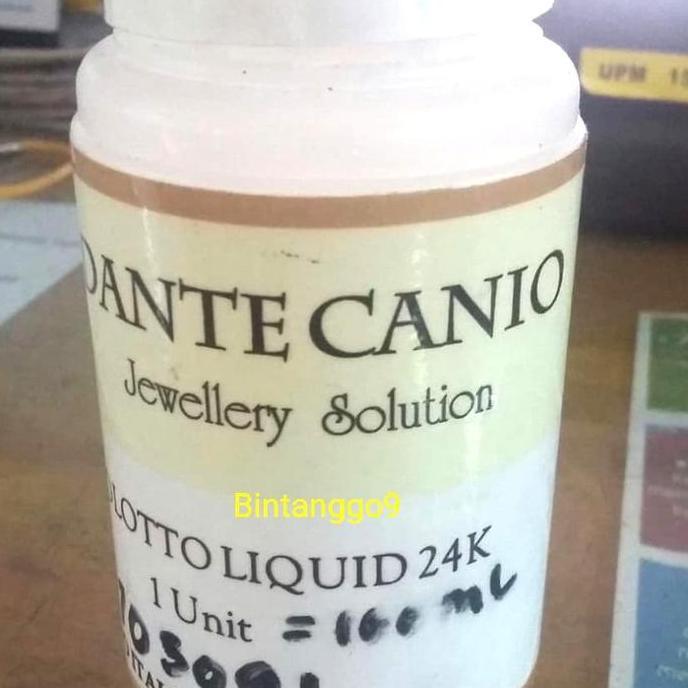 DANTE CANIO
Jewellery Solution
Bintanggo9
LOTTO LIQUID 24K
1 Unit = 100 mL
UPM